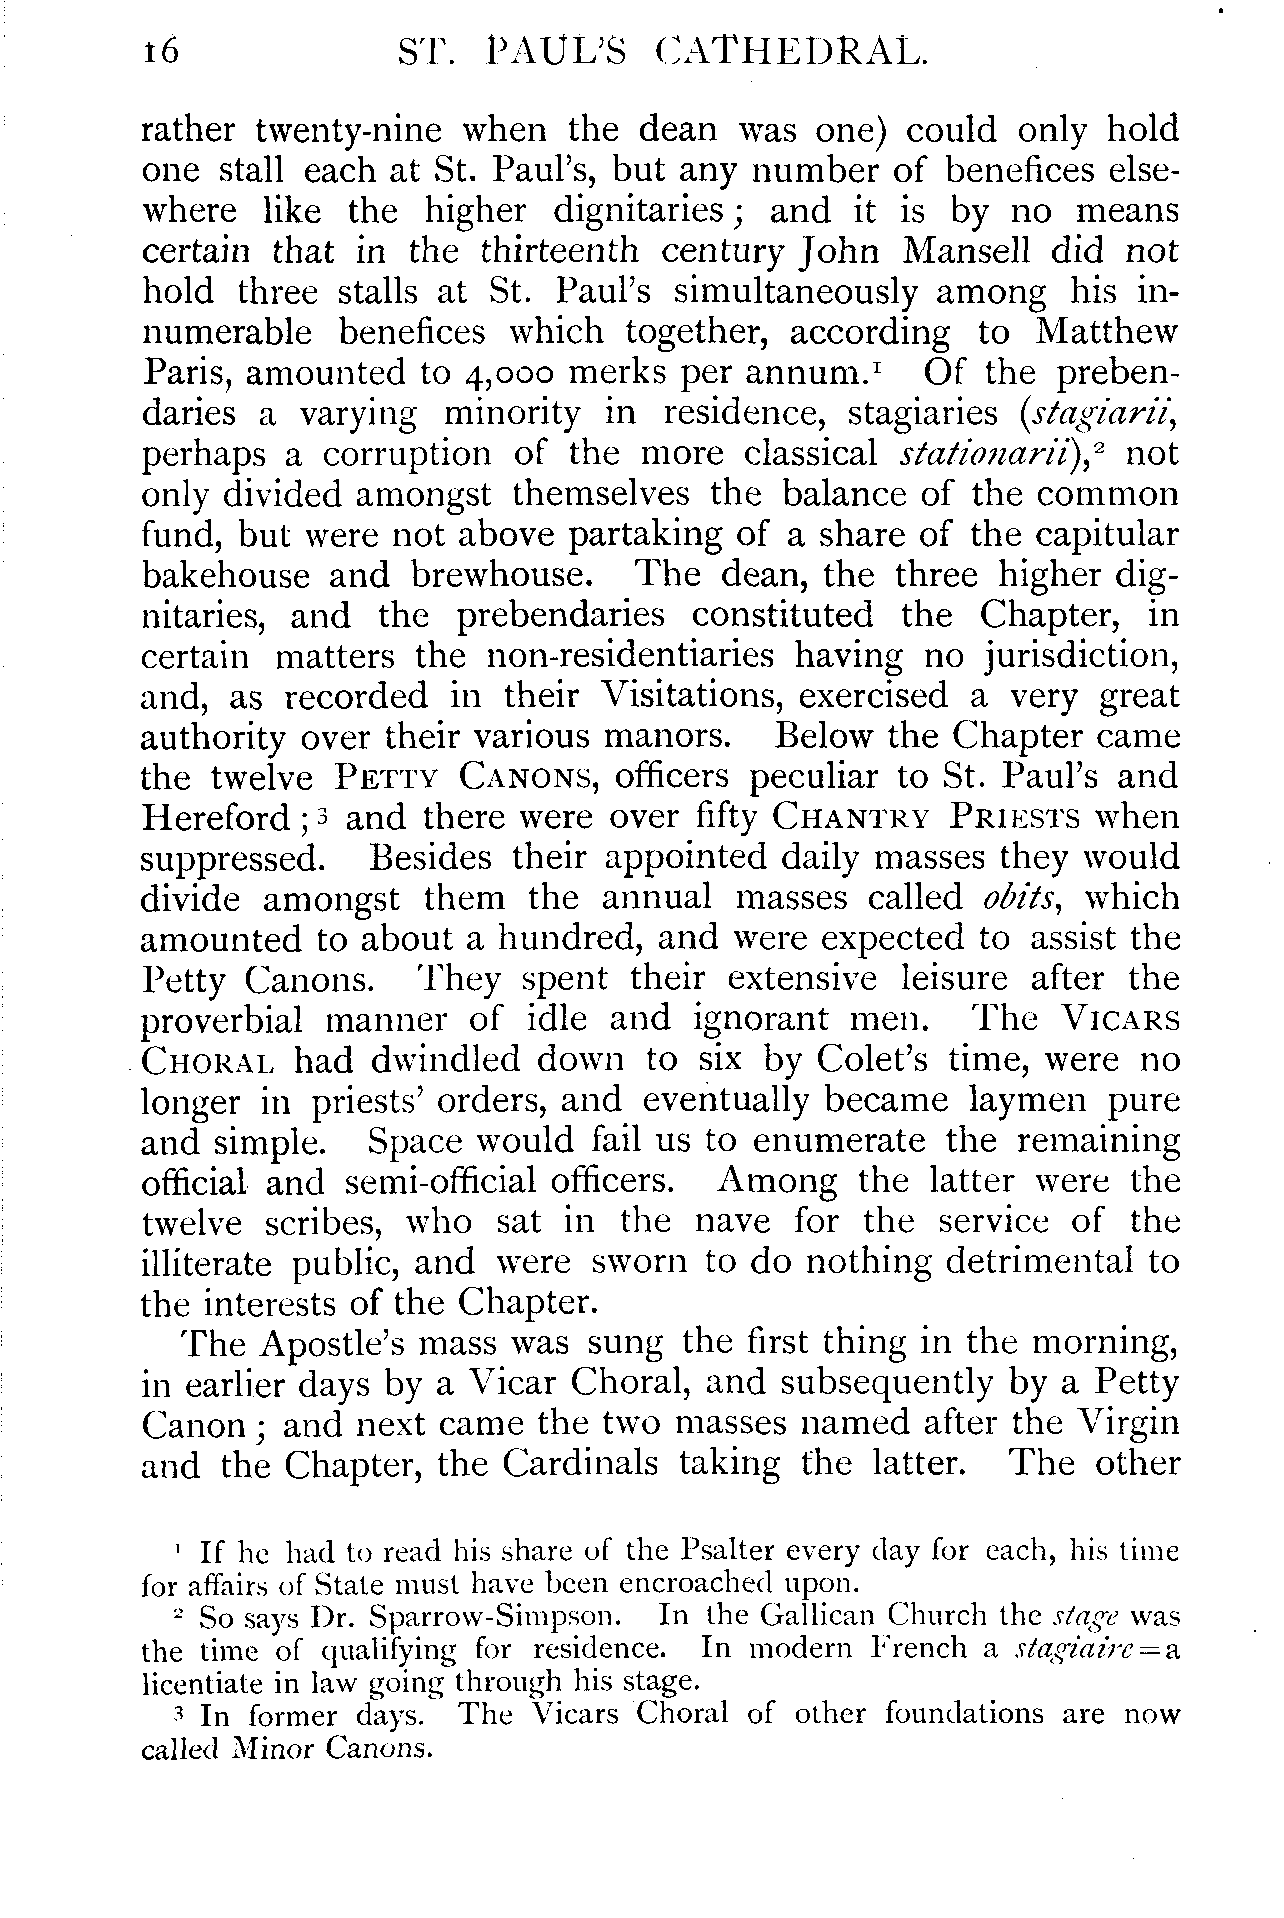 16 ST. PAUL'S CATHEDRAL.
rather twenty-nine when the dean was one) could only hold
one stall each at St. Paul's, but any number of benefices else-
where like the higher dignitaries; and it is by no means
certain that in the thirteenth century John Mansell did not
hold three stalls at St. Paul's simultaneously among his in-
numerable benefices which together, according to Matthew
Paris, amounted to 4,000 merks per annum.¹ Of the preben-
daries a varying minority in residence, stagiaries (stagiarii,
perhaps a corruption of the more classical stationarii),² not
only divided amongst themselves the balance of the common
fund, but were not above partaking of a share of the capitular
bakehouse and brewhouse. The dean, the three higher dig-
nitaries, and the prebendaries constituted the Chapter, in
certain matters the non-residentiaries having no jurisdiction,
and, as recorded in their Visitations, exercised a very great
authority over their various manors. Below the Chapter came
the twelve PETTY CANONS, officers peculiar to St. Paul's and
Hereford;³ and there were over fifty CHANTRY PRIESTS when
suppressed. Besides their appointed daily masses they would
divide amongst them the annual masses called obits, which
amounted to about a hundred, and were expected to assist the
Petty Canons. They spent their extensive leisure after the
proverbial manner of idle and ignorant men. The VICARS
CHORAL had dwindled down to six by Colet's time, were no
longer in priests' orders, and eventually became laymen pure
and simple. Space would fail us to enumerate the remaining
official and semi-official officers. Among the latter were the
twelve scribes, who sat in the nave for the service of the
illiterate public, and were sworn to do nothing detrimental to
the interests of the Chapter.
The Apostle's mass was sung the first thing in the morning,
in earlier days by a Vicar Choral, and subsequently by a Petty
Canon; and next came the two masses named after the Virgin
and the Chapter, the Cardinals taking the latter. The other
¹ If he had to read his share of the Psalter every day for each, his time
for affairs of State must have been encroached upon.
² So says Dr. Sparrow-Simpson. In the Gallican Church the stage was
the time of qualifying for residence. In modern French a stagiaire=a
licentiate in law going through his stage.
³ In former days. The Vicars Choral of other foundations are now
called Minor Canons.